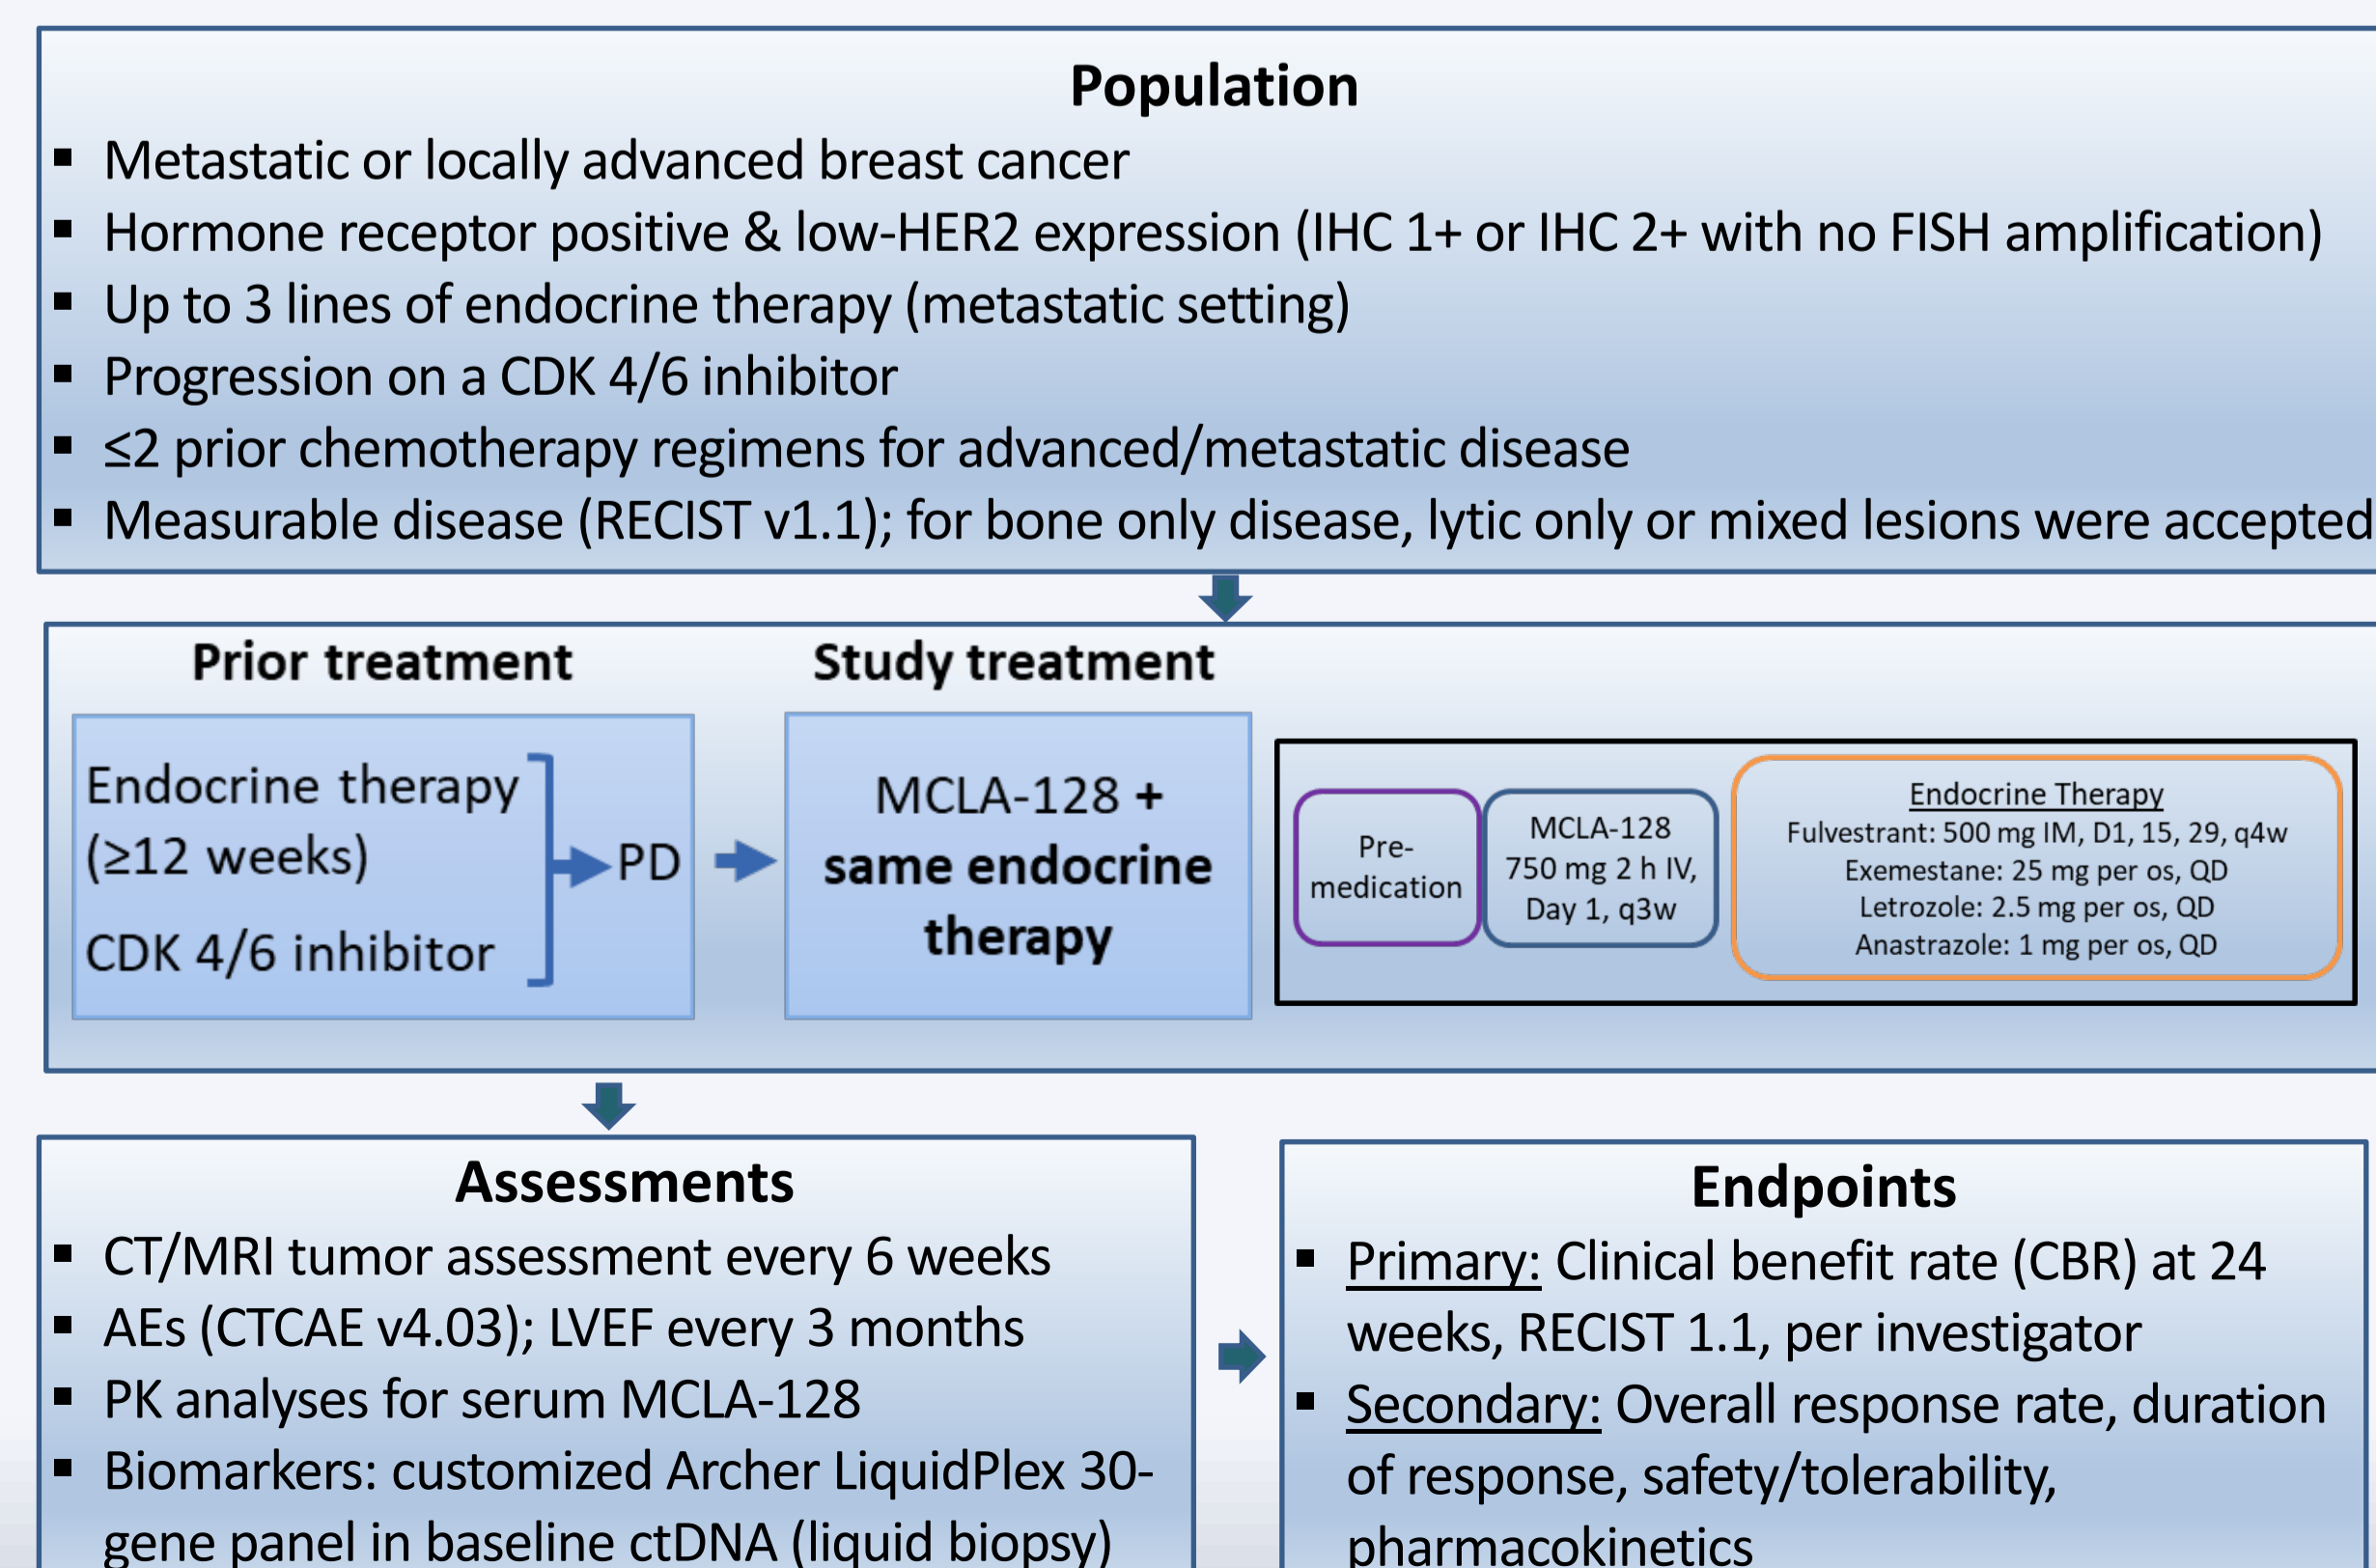 Population
▪ Metastatic or locally advanced breast cancer
▪ Hormone receptor positive & low-HER2 expression (IHC 1+ or IHC 2+ with no FISH amplification)
▪ Up to 3 lines of endocrine therapy (metastatic setting)
▪ Progression on a CDK 4/6 inhibitor
▪ ≤2 prior chemotherapy regimens for advanced/metastatic disease
▪ Measurable disease (RECIST v1.1); for bone only disease, lytic only or mixed lesions were accepted
Prior treatment
Endocrine therapy
(≥12 weeks)
CDK 4/6 inhibitor
PD
Study treatment
MCLA-128 +
same endocrine
therapy
Pre-
medication
MCLA-128
750 mg 2 h IV,
Day 1, q3w
Endocrine Therapy
Fulvestrant: 500 mg IM, D1, 15, 29, q4w
Exemestane: 25 mg per os, QD
Letrozole: 2.5 mg per os, QD
Anastrazole: 1 mg per os, QD
Assessments
▪ CT/MRI tumor assessment every 6 weeks
▪ AEs (CTCAE v4.03); LVEF every 3 months
▪ PK analyses for serum MCLA-128
▪ Biomarkers: customized Archer LiquidPlex 30-
gene panel in baseline ctDNA (liquid biopsy)
Endpoints
▪ Primary: Clinical benefit rate (CBR) at 24
weeks, RECIST 1.1, per investigator
▪ Secondary: Overall response rate, duration
of response, safety/tolerability,
pharmacokinetics